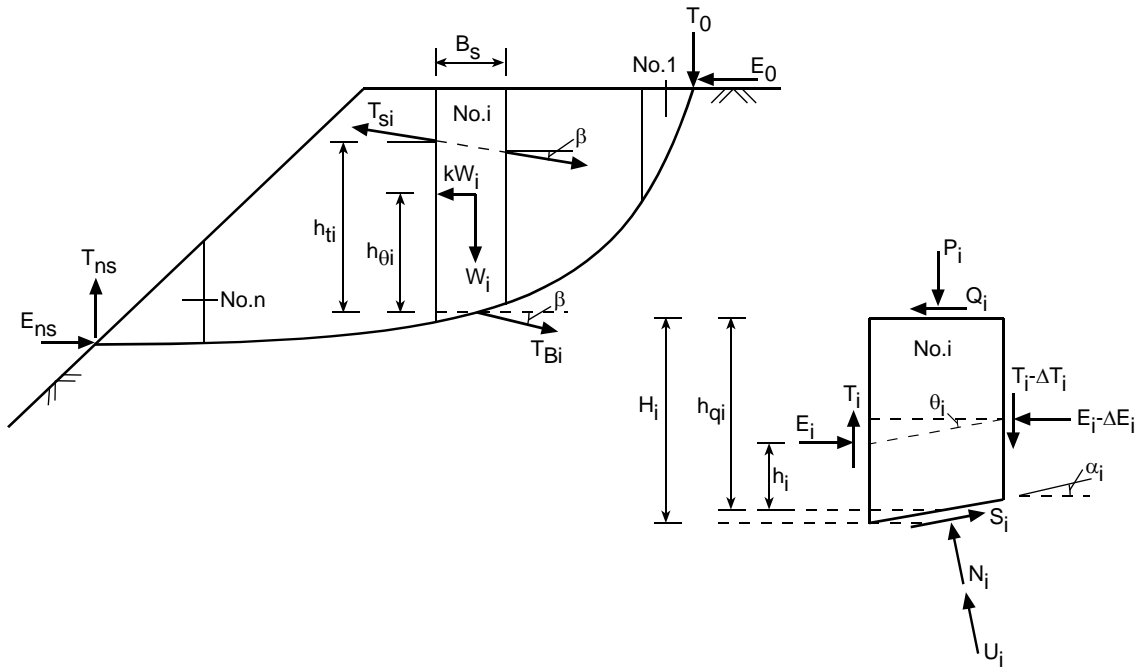 T0
Bs
No.1
E0
Tsi
No.i
β
kWi
hti
hθi
Wi
Tns
No.n
β
Ens
TBi
Pi
Qi
No.i
Ti-ΔTi
Hi
hqi
Ti
θi
Ei
Ei-ΔEi
hi
αi
Si
Ni
Ui